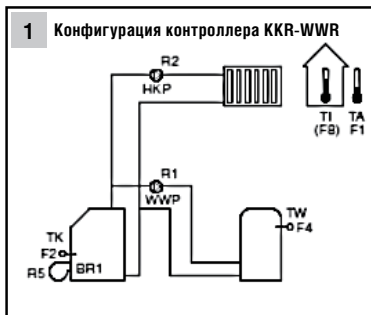 1 Конфигурация контроллера KKR-WWR
R2
HKP
TI
(F8)
TA
F1
R1
WWP
TK
F2
BR1
R5
TW
F4